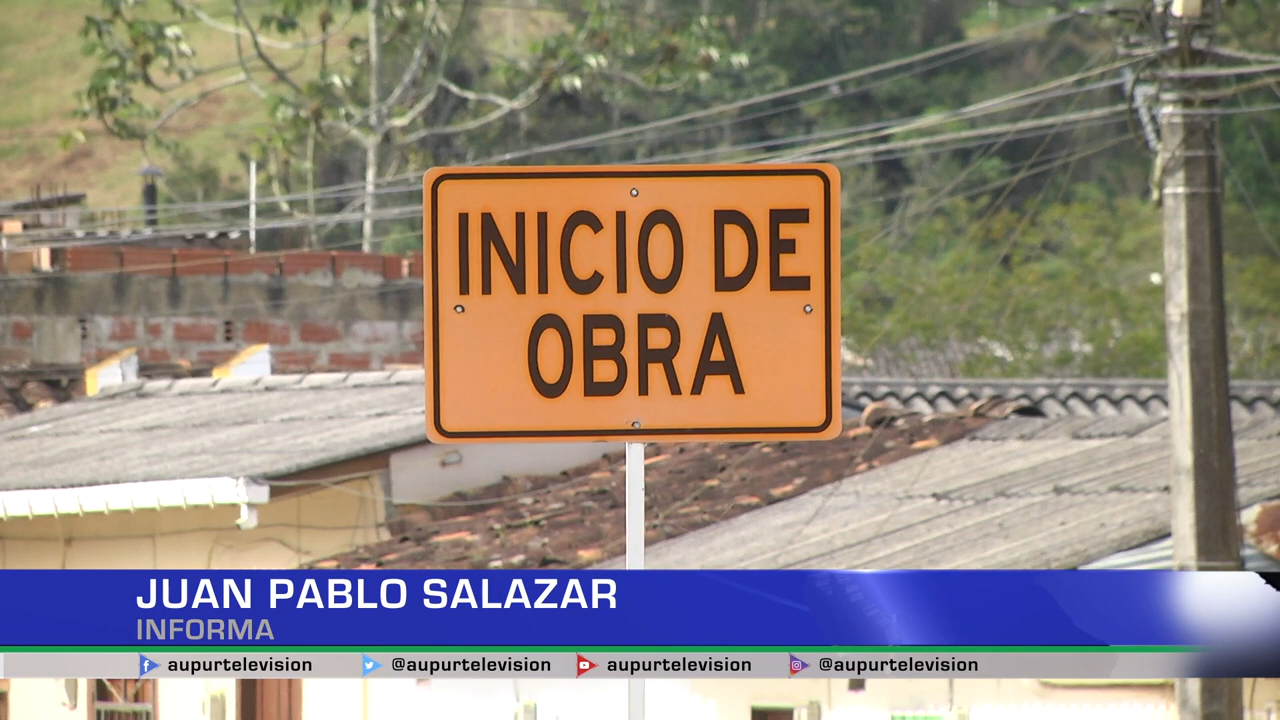 INICIO DE
OBRA
JUAN PABLO SALAZAR
INFORMA
aupurtelevision @aupurtelevision aupurtelevision @aupurtelevision